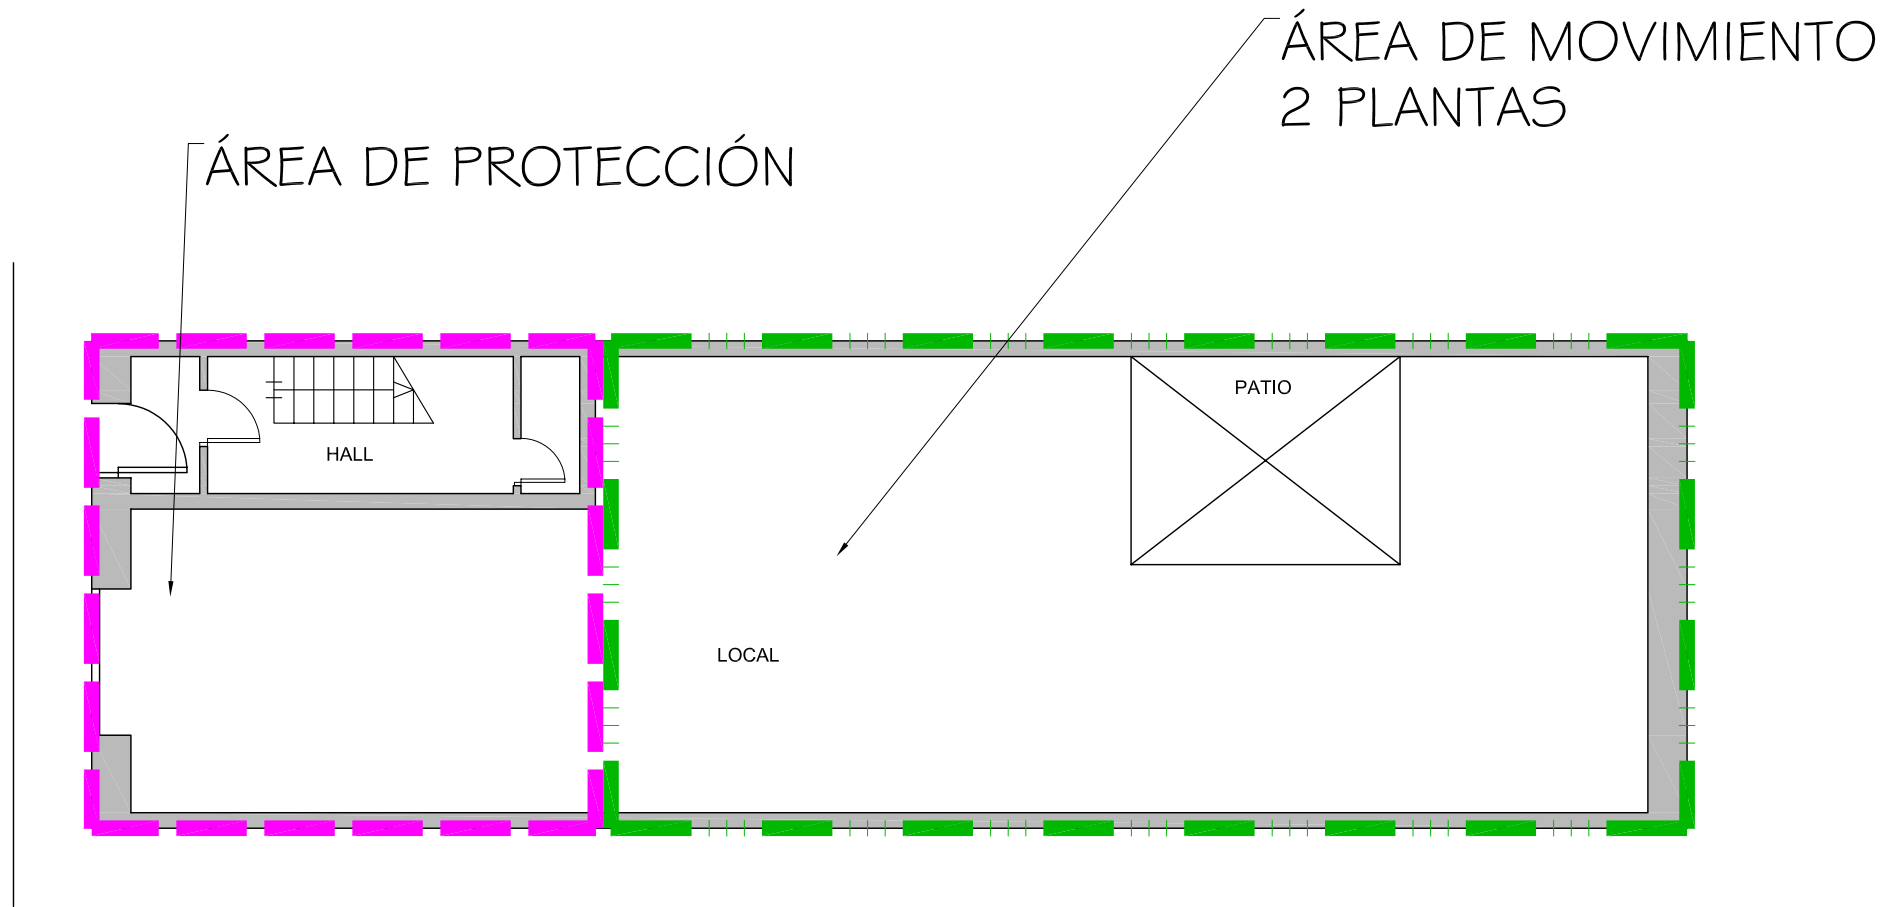 ÁREA DE MOVIMIENTO
2 PLANTAS
ÁREA DE PROTECCIÓN
PATIO
HALL
LOCAL